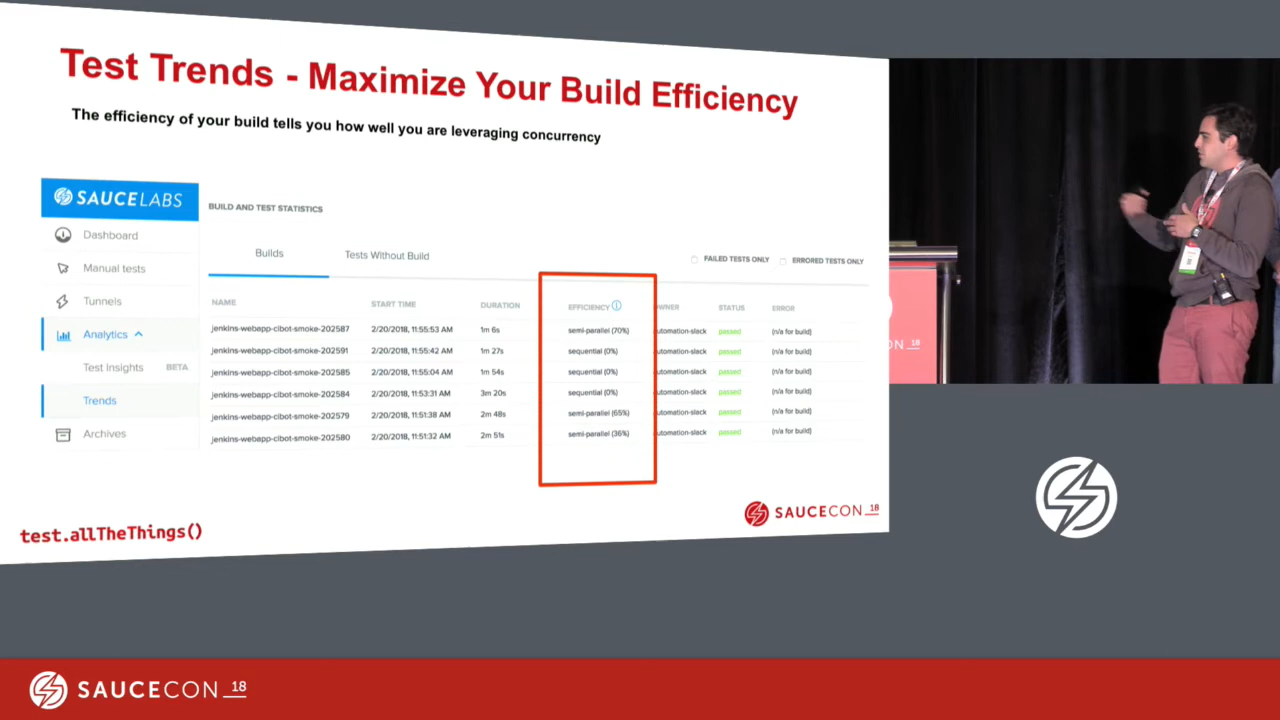 Test Trends - Maximize Your Build Efficiency
The efficiency of your build tells you how well you are leveraging concurrency
SAUCELABS
Dashboard
Manual tests
Tunnels
Analytics
Test Insights BETA
Trends
Archives
BUILD AND TEST STATISTICS
Builds Tests Without Build
FAILED TESTS ONLY ERRORED TESTS ONLY
NAME START TIME DURATION EFFICIENCY OWNER STATUS ERROR
jenkins-webapp-cibot-smoke-202587 2/20/2018, 11:55:53 AM 1m 6s semi-parallel (70%) automation-slack passed (n/a for build)
jenkins-webapp-cibot-smoke-202591 2/20/2018, 11:55:42 AM 1m 27s sequential (0%) automation-slack passed (n/a for build)
jenkins-webapp-cibot-smoke-202585 2/20/2018, 11:55:04 AM 1m 54s sequential (0%) automation-slack passed (n/a for build)
jenkins-webapp-cibot-smoke-202584 2/20/2018, 11:53:31 AM 3m 20s sequential (0%) automation-slack passed (n/a for build)
jenkins-webapp-cibot-smoke-202579 2/20/2018, 11:51:38 AM 2m 48s semi-parallel (65%) automation-slack passed (n/a for build)
jenkins-webapp-cibot-smoke-202580 2/20/2018, 11:51:32 AM 2m 51s semi-parallel (36%) automation-slack passed (n/a for build)
test.allTheThings()
SAUCECON_18
ON_18
SAUCECON_18